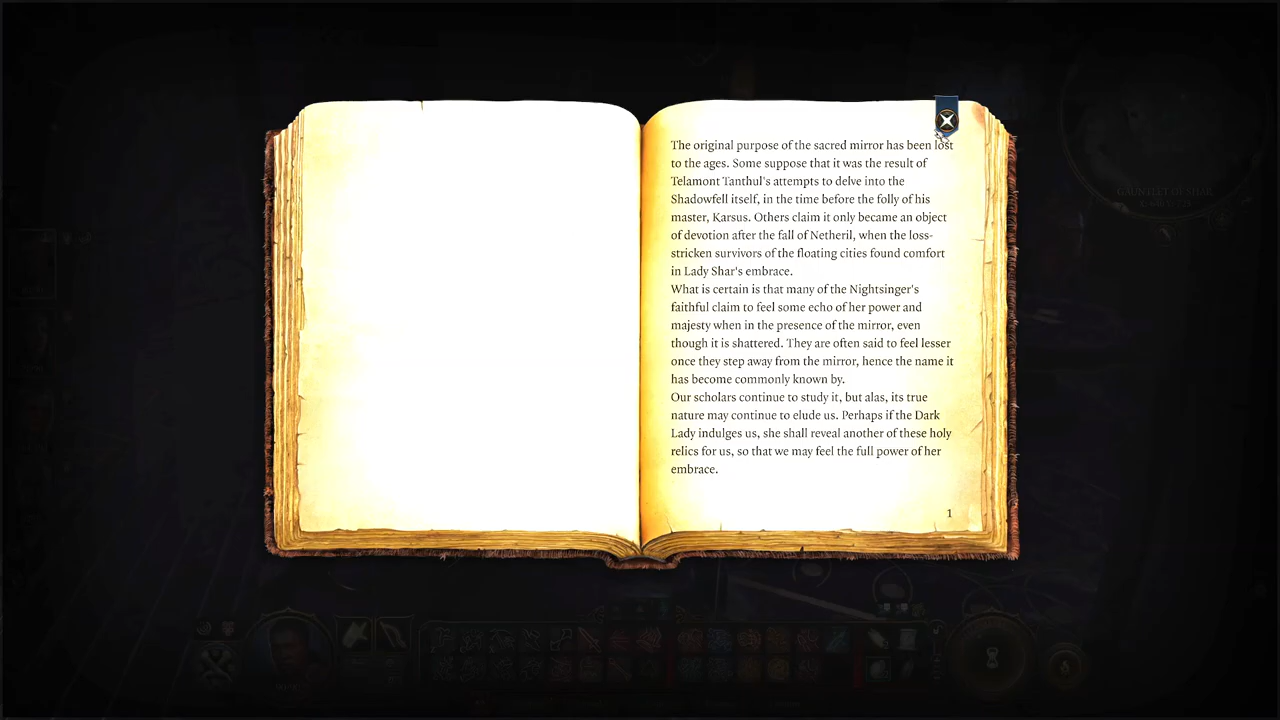 The original purpose of the sacred mirror has been lost
to the ages. Some suppose that it was the result of
Telamont Tanthul's attempts to delve into the
Shadowfell itself, in the time before the folly of his
master, Karsus. Others claim it only became an object
of devotion after the fall of Netheril, when the loss-
stricken survivors of the floating cities found comfort
in Lady Shar's embrace.
What is certain is that many of the Nightsinger's
faithful claim to feel some echo of her power and
majesty when in the presence of the mirror, even
though it is shattered. They are often said to feel lesser
once they step away from the mirror, hence the name it
has become commonly known by.
Our scholars continue to study it, but alas, its true
nature may continue to elude us. Perhaps if the Dark
Lady indulges us, she shall reveal another of these holy
relics for us, so that we may feel the full power of her
embrace.
1
GAUNTLET OF SHAR